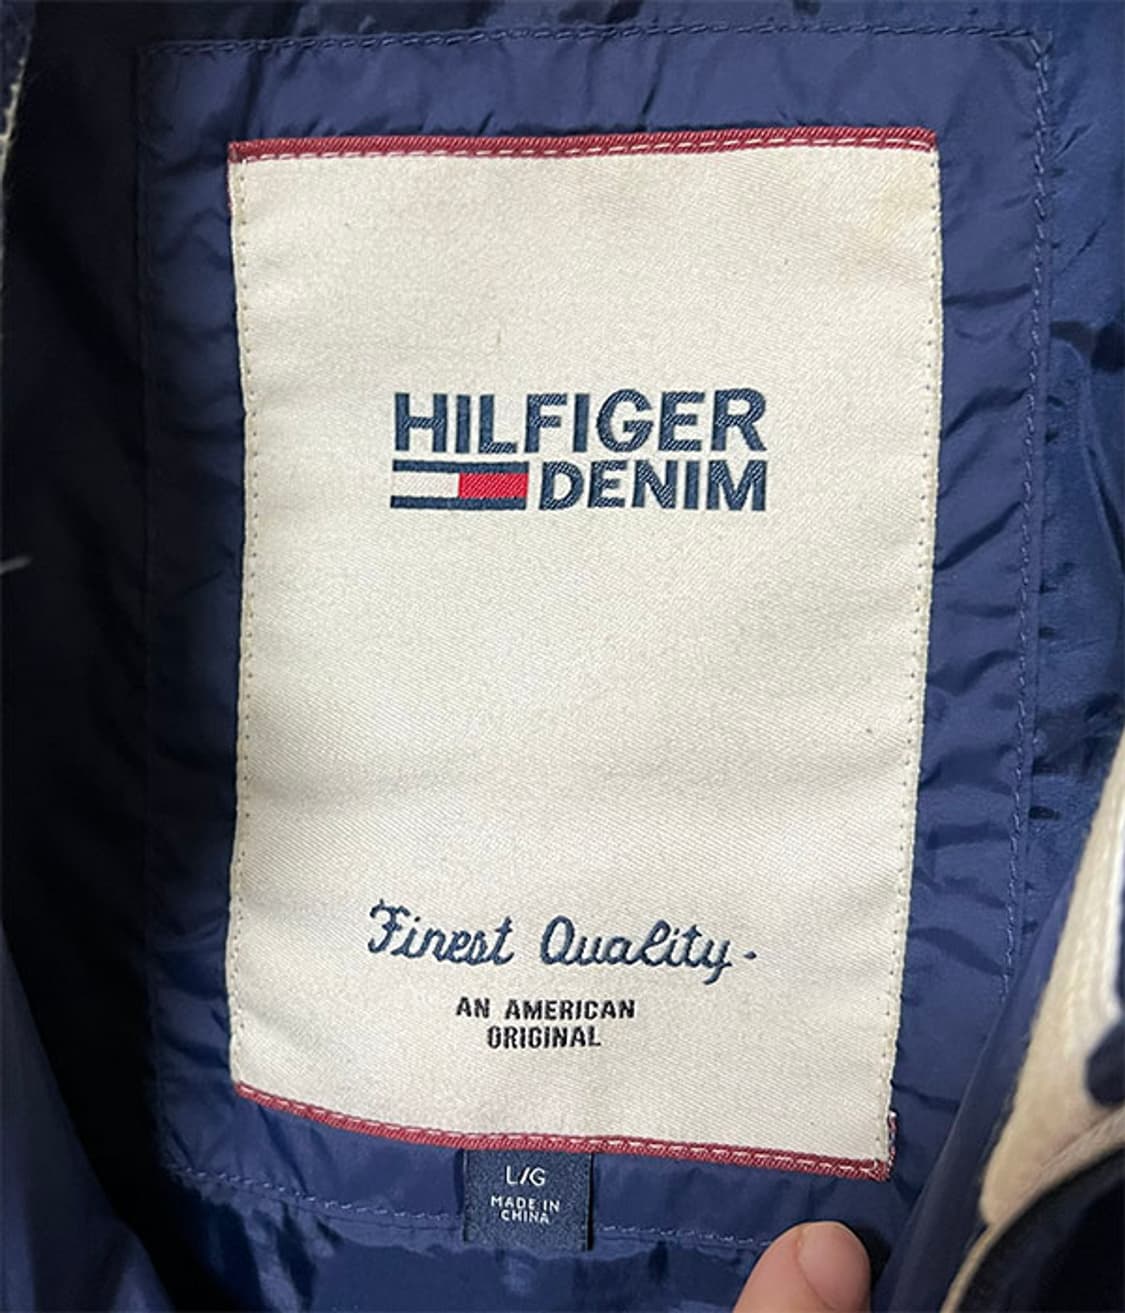 HILFIGER
DENIM
Finest Quality.
AN AMERICAN
ORIGINAL
L/G
MADE IN
CHINA